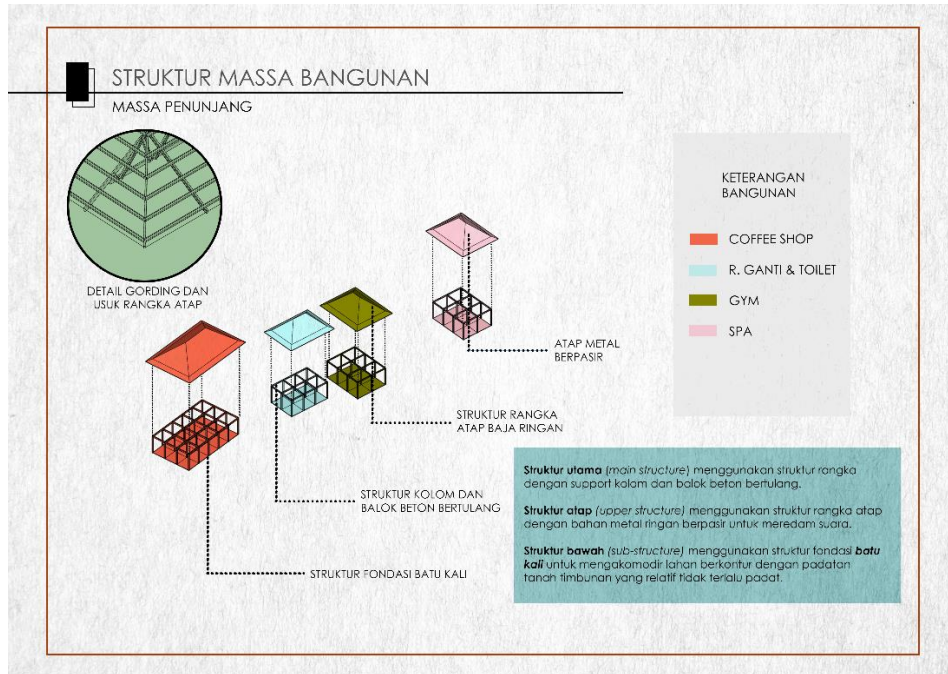 STRUKTUR MASSA BANGUNAN
MASSA PENUNJANG
DETAIL GORDING DAN
USUK RANGKA ATAP
KETERANGAN
BANGUNAN
COFFEE SHOP
R. GANTI & TOILET
GYM
SPA
ATAP METAL
BERPASIR
STRUKTUR RANGKA
ATAP BAJA RINGAN
STRUKTUR KOLOM DAN
BALOK BETON BERTULANG
STRUKTUR FONDASI BATU KALI
Struktur utama (main structure) menggunakan struktur rangka
dengan support kolam dan balok beton bertulang.
Struktur atap (upper structure) menggunakan struktur rangka atap
dengan bahan metal ringan berpasir untuk meredam suara.
Struktur bawah (sub-structure) menggunakan struktur fondasi batu
kali untuk mengakomodir lahan berkontur dengan padatan
tanah timbunan yang relatif tidak terlalu padat.